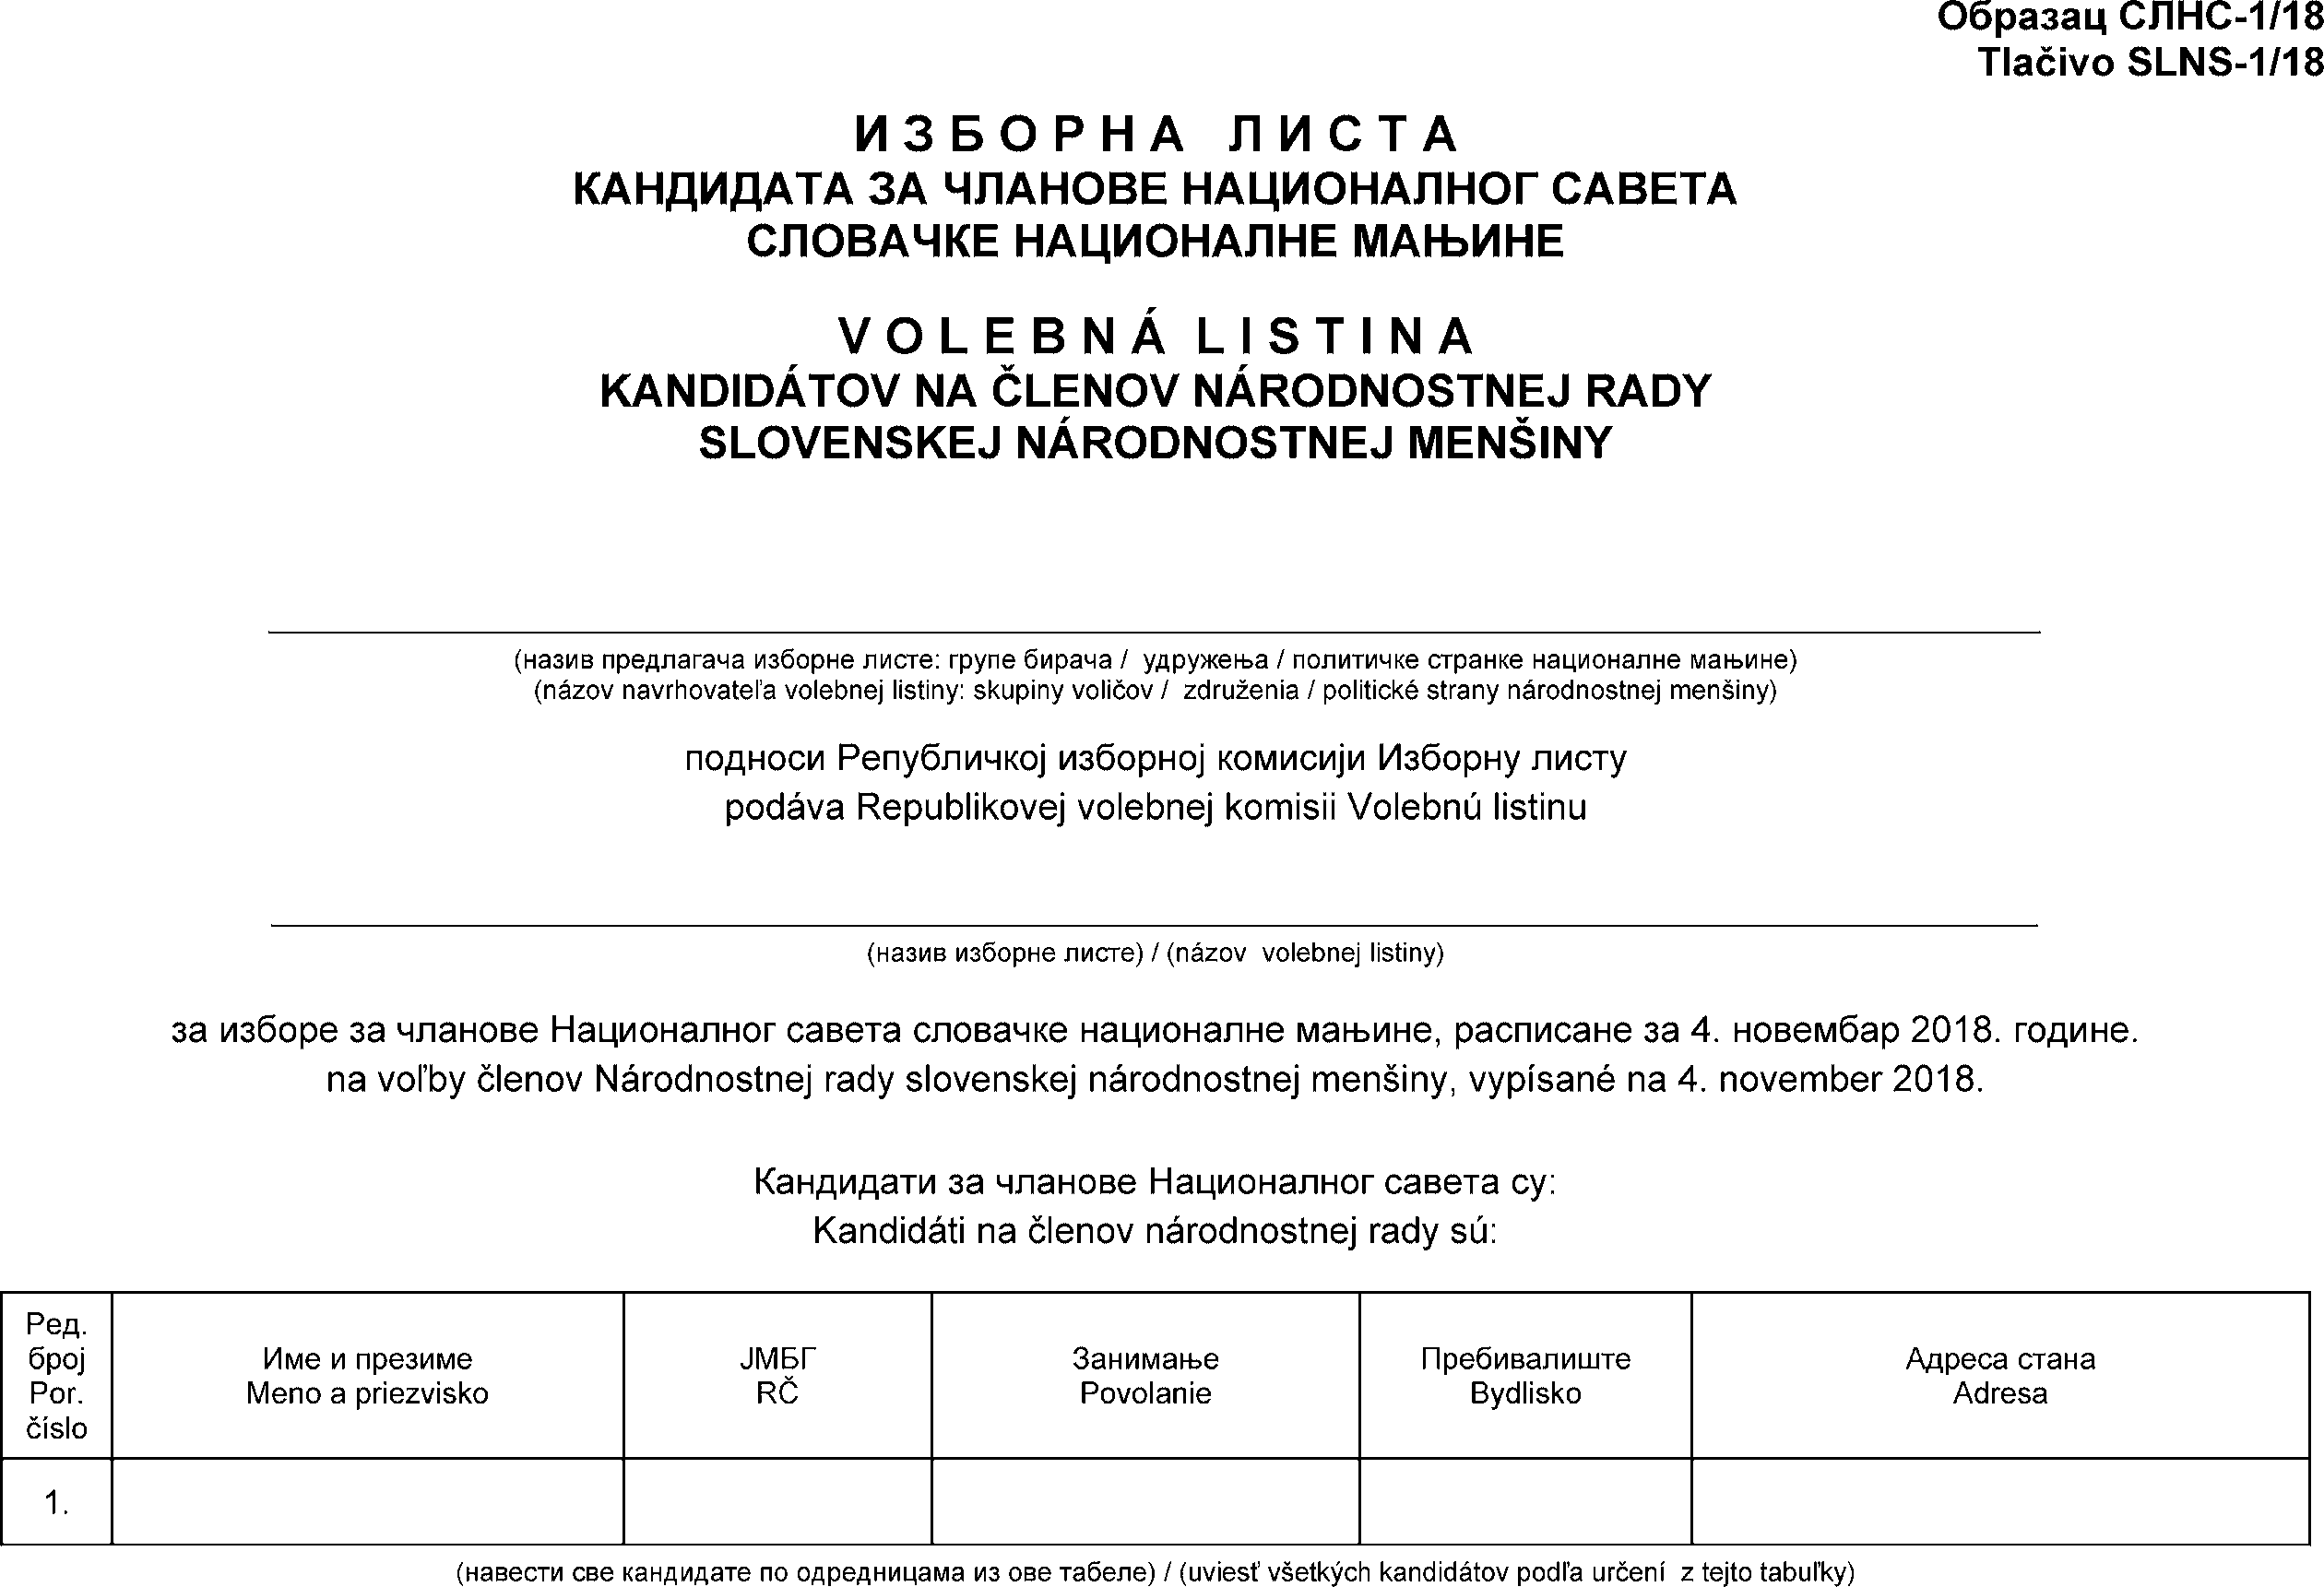 Образац СЛНС-1/18
Tlačivo SLNS-1/18
И З Б О Р Н А Л И С Т А
КАНДИДАТА ЗА ЧЛАНОВЕ НАЦИОНАЛНОГ САВЕТА
СЛОВАЧКЕ НАЦИОНАЛНЕ МАЊИНЕ
V O L E B N Á L I S T I N A
KANDIDÁTOV NA ČLENOV NÁRODNOSTNEJ RADY
SLOVENSKEJ NÁRODNOSTNEJ MENŠINY
(назив предлагача изборне листе: групе бирача / удружења / политичке странке националне мањине)
(názov navrhovateľa volebnej listiny: skupiny voličov / združenia / politické strany národnostnej menšiny)
подноси Републичкој изборној комисији Изборну листу
podáva Republikovej volebnej komisii Volebnú listinu
(назив изборне листе) / (názov volebnej listiny)
за изборе за чланове Националног савета словачке националне мањине, расписане за 4. новембар 2018. године.
na voľby členov Národnostnej rady slovenskej národnostnej menšiny, vypísané na 4. november 2018.
Кандидати за чланове Националног савета су:
Kandidáti na členov národnostnej rady sú:
Ред.
број
Por.
číslo
Име и презиме
Meno a priezvisko
ЈМБГ
RČ
Занимање
Povolanie
Пребивалиште
Bydlisko
Адреса стана
Adresa
1.
(навести све кандидате по одредницама из ове табеле) / (uviesť všetkých kandidátov podľa určení z tejto tabuľky)